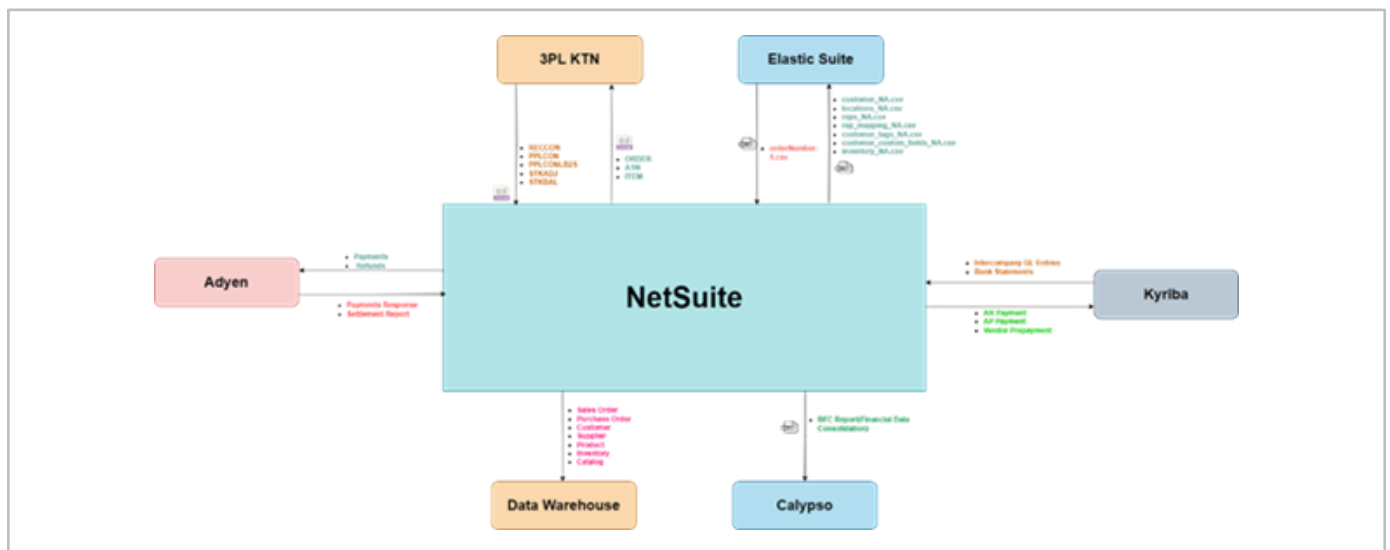 3PL KTN
Elastic Suite
customer_NA.csv
locations_NA.csv
reps_NA.csv
rep_mapping_NA.csv
customer_tags_NA.csv
customer_custom_fields_NA.csv
inventory_NA.csv
RECCON
PPLCON
PPLCONLB2S
STKADJ
STKBAL
ORDER
ASN
ITEM
orderNumber-
1.csv
Adyen
Payments
Refunds
Payments Response
Settlement Report
NetSuite
Intercompany GL Entries
Bank Statements
AR Payment
AP Payment
Vendor Prepayment
Kyriba
Sales Order
Purchase Order
Customer
Supplier
Product
Inventory
Catalog
BFC Report(Financial Data
Consolidation)
Data Warehouse
Calypso